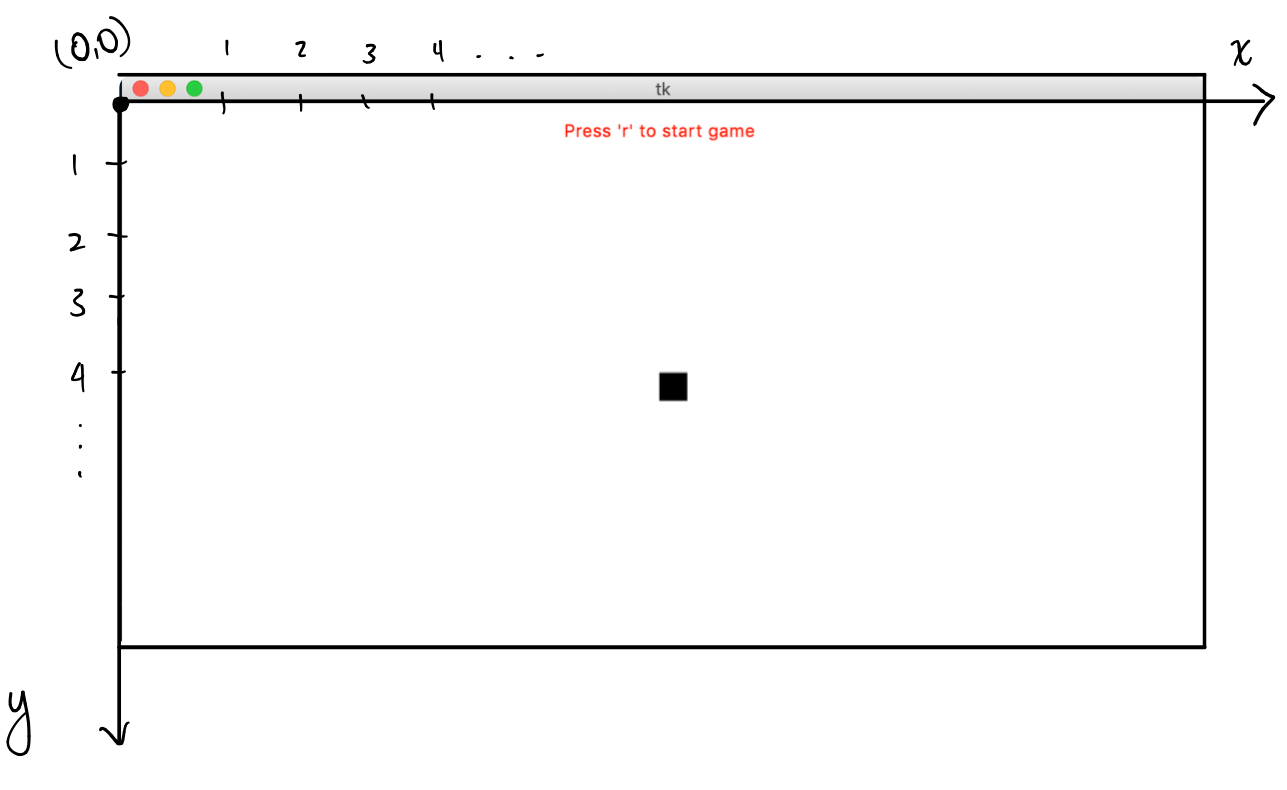 (0,0) 1 2 3 4 . . . x
tk
Press 'r' to start game
1
2
3
4
.
.
.
y